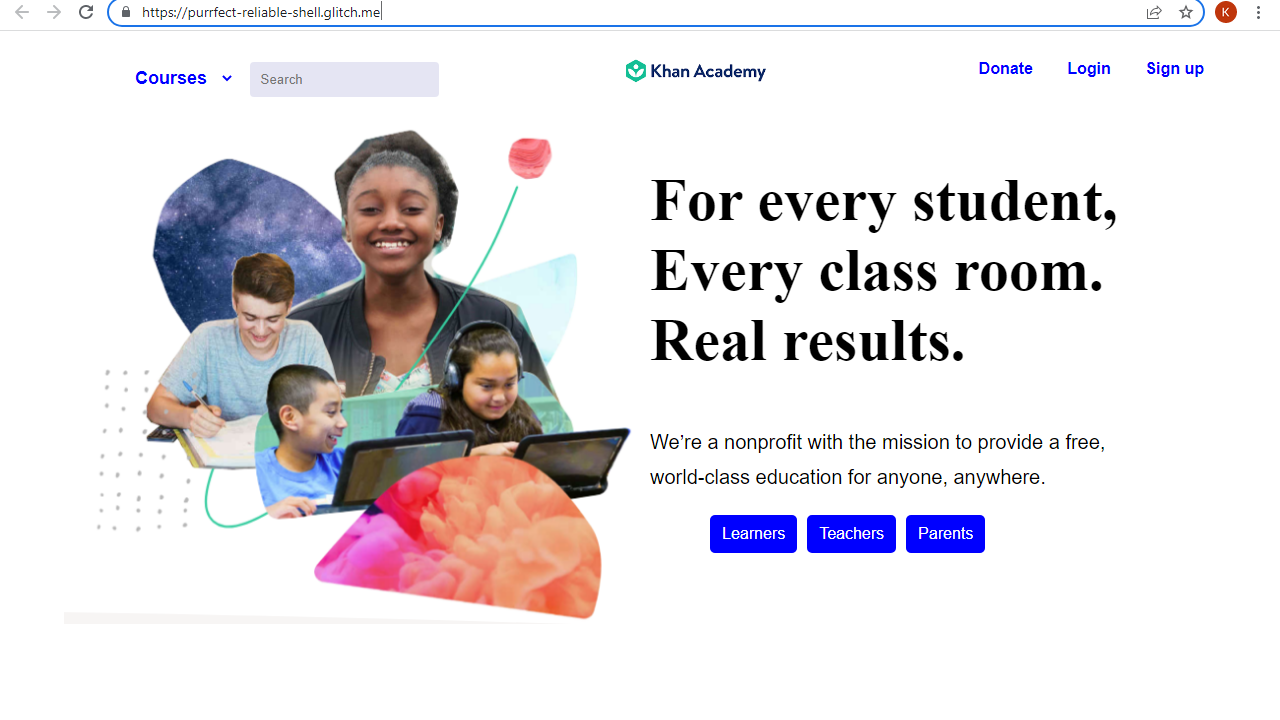 https://purrfect-reliable-shell.glitch.me
K
Courses
Search
Khan Academy
Donate
Login
Sign up
For every student,
Every class room.
Real results.
We’re a nonprofit with the mission to provide a free,
world-class education for anyone, anywhere.
Learners
Teachers
Parents